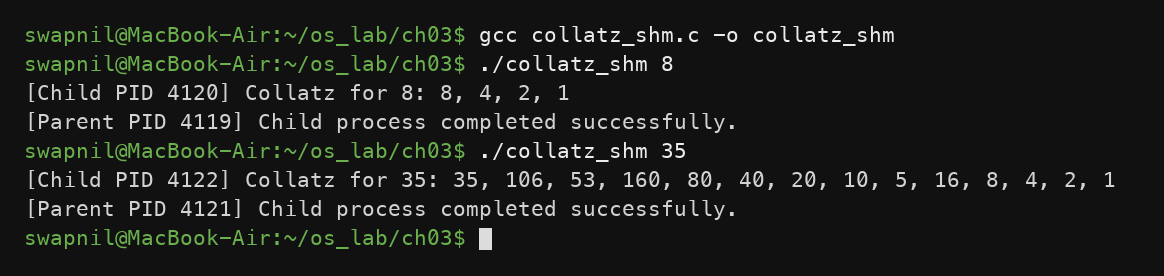 swapnil@MacBook-Air:~/os_lab/ch03$ gcc collatz_shm.c -o collatz_shm
swapnil@MacBook-Air:~/os_lab/ch03$ ./collatz_shm 8
[Child PID 4120] Collatz for 8: 8, 4, 2, 1
[Parent PID 4119] Child process completed successfully.
swapnil@MacBook-Air:~/os_lab/ch03$ ./collatz_shm 35
[Child PID 4122] Collatz for 35: 35, 106, 53, 160, 80, 40, 20, 10, 5, 16, 8, 4, 2, 1
[Parent PID 4121] Child process completed successfully.
swapnil@MacBook-Air:~/os_lab/ch03$